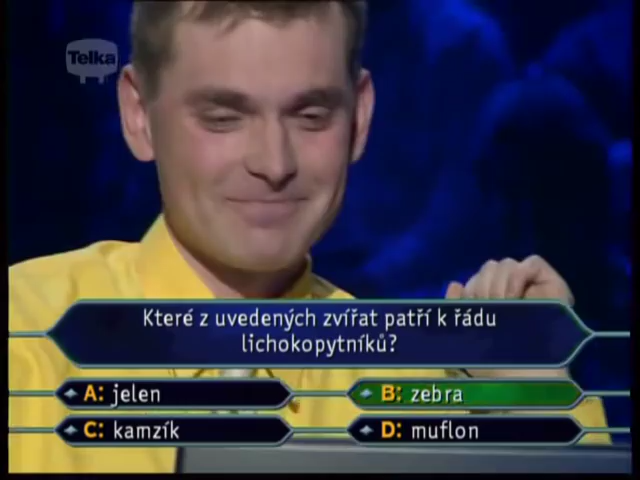 Telka
Které z uvedených zvířat patří k řádu
lichokopytníků?
A: jelen
B: zebra
C: kamzík
D: muflon